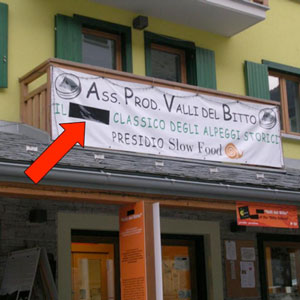 Ass. Prod. Valli del Bitto
IL CLASSICO DEGLI ALPEGGI STORICI
PRESIDIO Slow Food